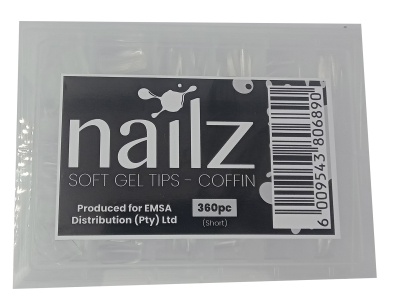 nailz
SOFT GEL TIPS - COFFIN
Produced for EMSA
Distribution (Pty) Ltd
360pc
(Short)
6 009543 806890